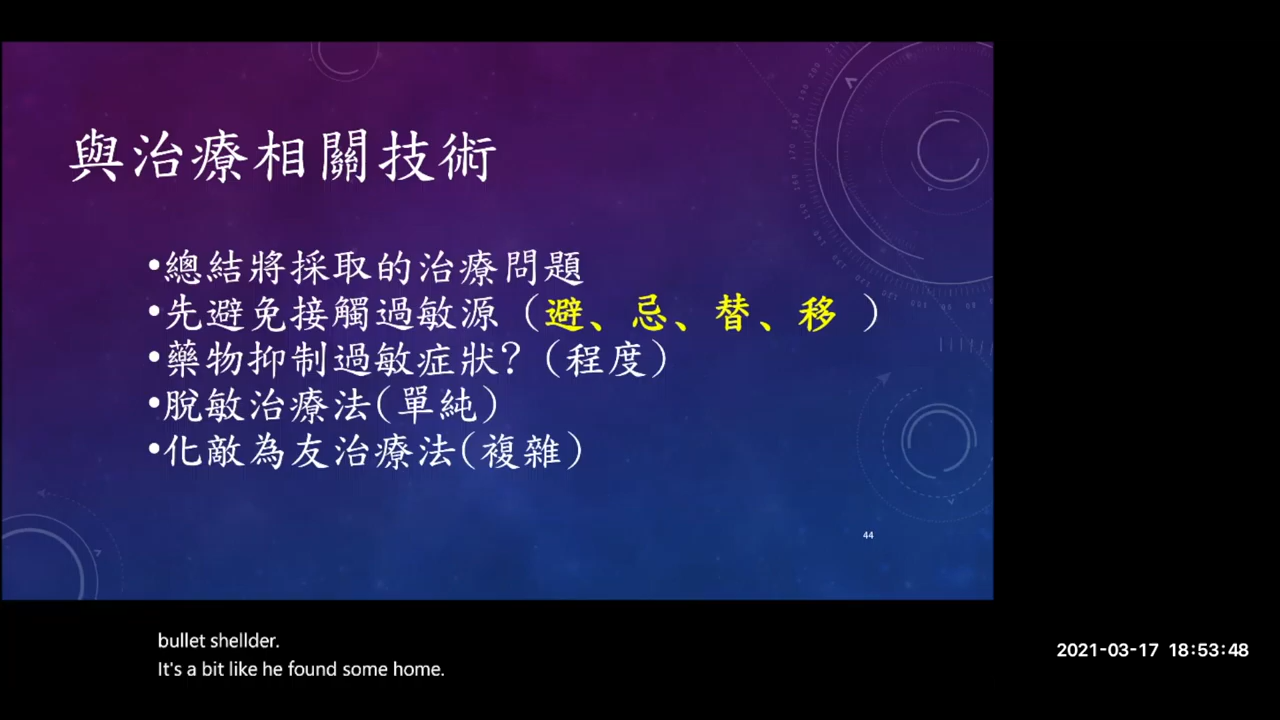 與治療相關技術
•總結將採取的治療問題
•先避免接觸過敏源（避、忌、替、移 ）
•藥物抑制過敏症狀?（程度）
•脫敏治療法(單純)
•化敵為友治療法(複雜)
44
bullet shellder.
It's a bit like he found some home.
2021-03-17 18:53:48